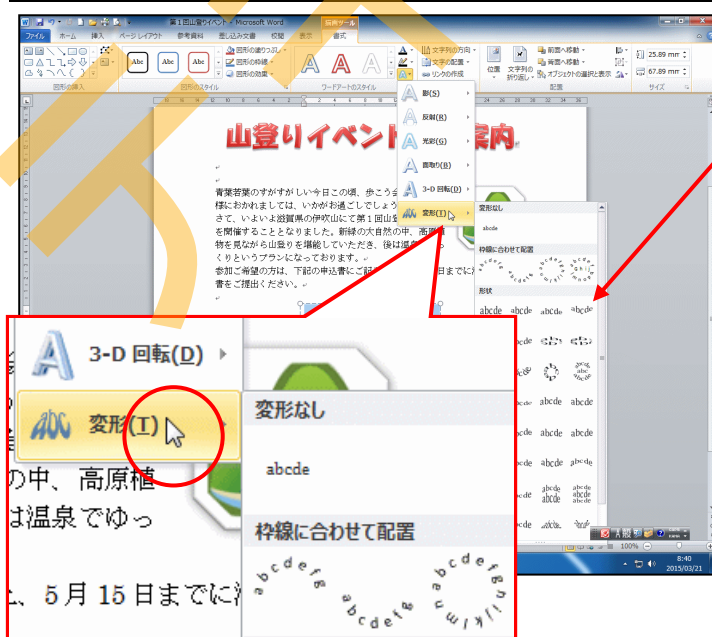 第1回山登りイベント - Microsoft Word
描画ツール
ファイル ホーム 挿入 ページ レイアウト 参考資料 差し込み文書 校閲 表示 書式
Abc Abc Abc
図形の塗りつぶし
図形の枠線
図形の効果
文字列の方向
文字の配置
リンクの作成
位置
文字列の折り返し
前面へ移動
背面へ移動
オブジェクトの選択と表示
25.89 mm
67.89 mm
図形の挿入 図形のスタイル ワードアートのスタイル 配置 サイズ
影(S)
反射(R)
光彩(G)
面取り(B)
3-D 回転(D)
変形(T)
山登りイベント
案内
青葉若葉のすがすがしい今日この頃、歩こう会
様におかれましては、いかがお過ごしでしょう
さて、いよいよ滋賀県の伊吹山にて第1回山登
を開催することとなりました。新緑の大自然の中、高原植
物を見ながら山登りを堪能していただき、後は温泉でゆっ
くりというプランになっております。
参加ご希望の方は、下記の申込書にご記
日までに
書をご提出ください。
変形なし
abcde
枠線に合わせて配置
形状
abcde abcde abcde abcde
3-D 回転(D)
変形(T)
の中、高原植
は温泉でゆっ
、5月15日までに
変形なし
abcde
枠線に合わせて配置
100%
8:40
2015/03/21